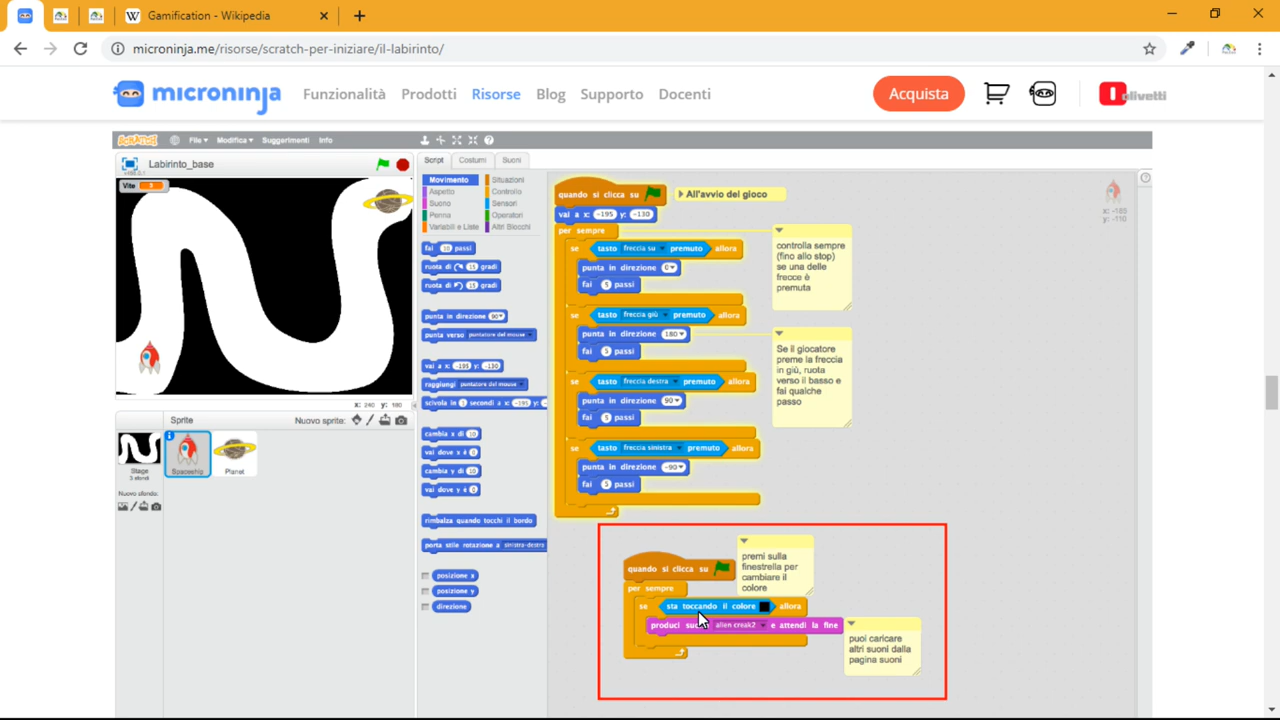 Gamification - Wikipedia
microninja.me/risorse/scratch-per-iniziare/il-labirinto/
microninja
Funzionalità
Prodotti
Risorse
Blog
Supporto
Docenti
Acquista
olivetti
SCRATCH
File
Modifica
Suggerimenti
Info
Labirinto_base
Vite 3
x: 240 y: 180
Sprite
Nuovo sprite:
Stage
3 sfondi
Spaceship
Planet
Nuovo sfondo:
Script
Costumi
Suoni
Movimento
Situazioni
Aspetto
Controllo
Suono
Sensori
Penna
Operatori
Variabili e Liste
Altri Blocchi
fai 10 passi
ruota di 15 gradi
ruota di 15 gradi
punta in direzione 90
punta verso puntatore del mouse
vai a x: -195 y: -130
raggiungi puntatore del mouse
scivola in 1 secondi a x: -195 y:
cambia x di 10
vai dove x è 0
cambia y di 10
vai dove y è 0
rimbalza quando tocchi il bordo
porta stile rotazione a sinistra-destra
posizione x
posizione y
direzione
quando si clicca su
All'avvio del gioco
vai a x: -195 y: -130
per sempre
se tasto freccia su premuto allora
punta in direzione 0
fai 5 passi
se tasto freccia giù premuto allora
punta in direzione 180
fai 5 passi
se tasto freccia destra premuto allora
punta in direzione 90
fai 5 passi
se tasto freccia sinistra premuto allora
punta in direzione -90
fai 5 passi
controlla sempre
(fino allo stop)
se una delle
frecce è
premuta
Se il giocatore
preme la freccia
in giù, ruota
verso il basso e
fai qualche
passo
x: -185
y: -110
quando si clicca su
per sempre
se sta toccando il colore allora
produci alien creak2 e attendi la fine
premi sulla
finestrella per
cambiare il
colore
puoi caricare
altri suoni dalla
pagina suoni